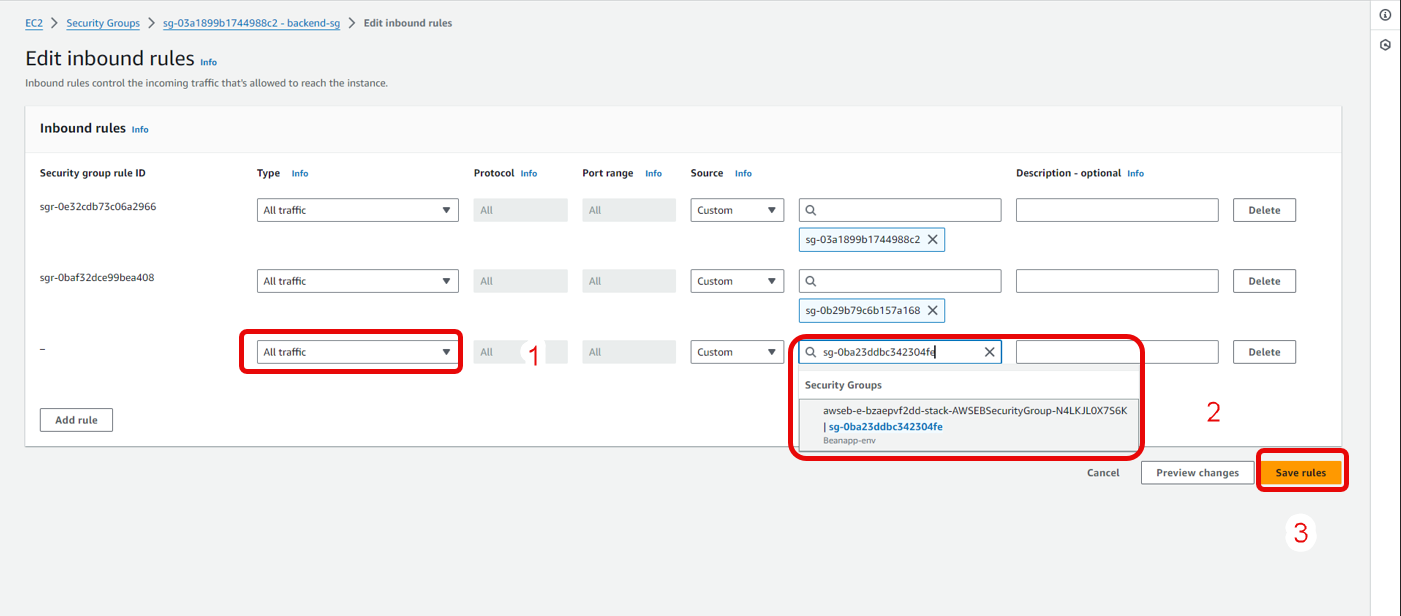 EC2 > Security Groups > sg-03a1899b1744988c2 - backend-sg > Edit inbound rules
Edit inbound rules Info
Inbound rules control the incoming traffic that's allowed to reach the instance.
Inbound rules Info
Security group rule ID Type Info Protocol Info Port range Info Source Info Description - optional Info
sgr-0e32cdb73c06a2966 All traffic All All Custom Delete
sg-03a1899b1744988c2
sgr-0baf32dce99bea408 All traffic All All Custom Delete
sg-0b29b79c6b157a168
– All traffic All 1 All Custom sg-0ba23ddbc342304fe Delete
Security Groups
awseb-e-bzaepvf2dd-stack-AWSEBSecurityGroup-N4LKJL0X7S6K
| sg-0ba23ddbc342304fe
Beanapp-env
2
Add rule
Cancel Preview changes Save rules
3